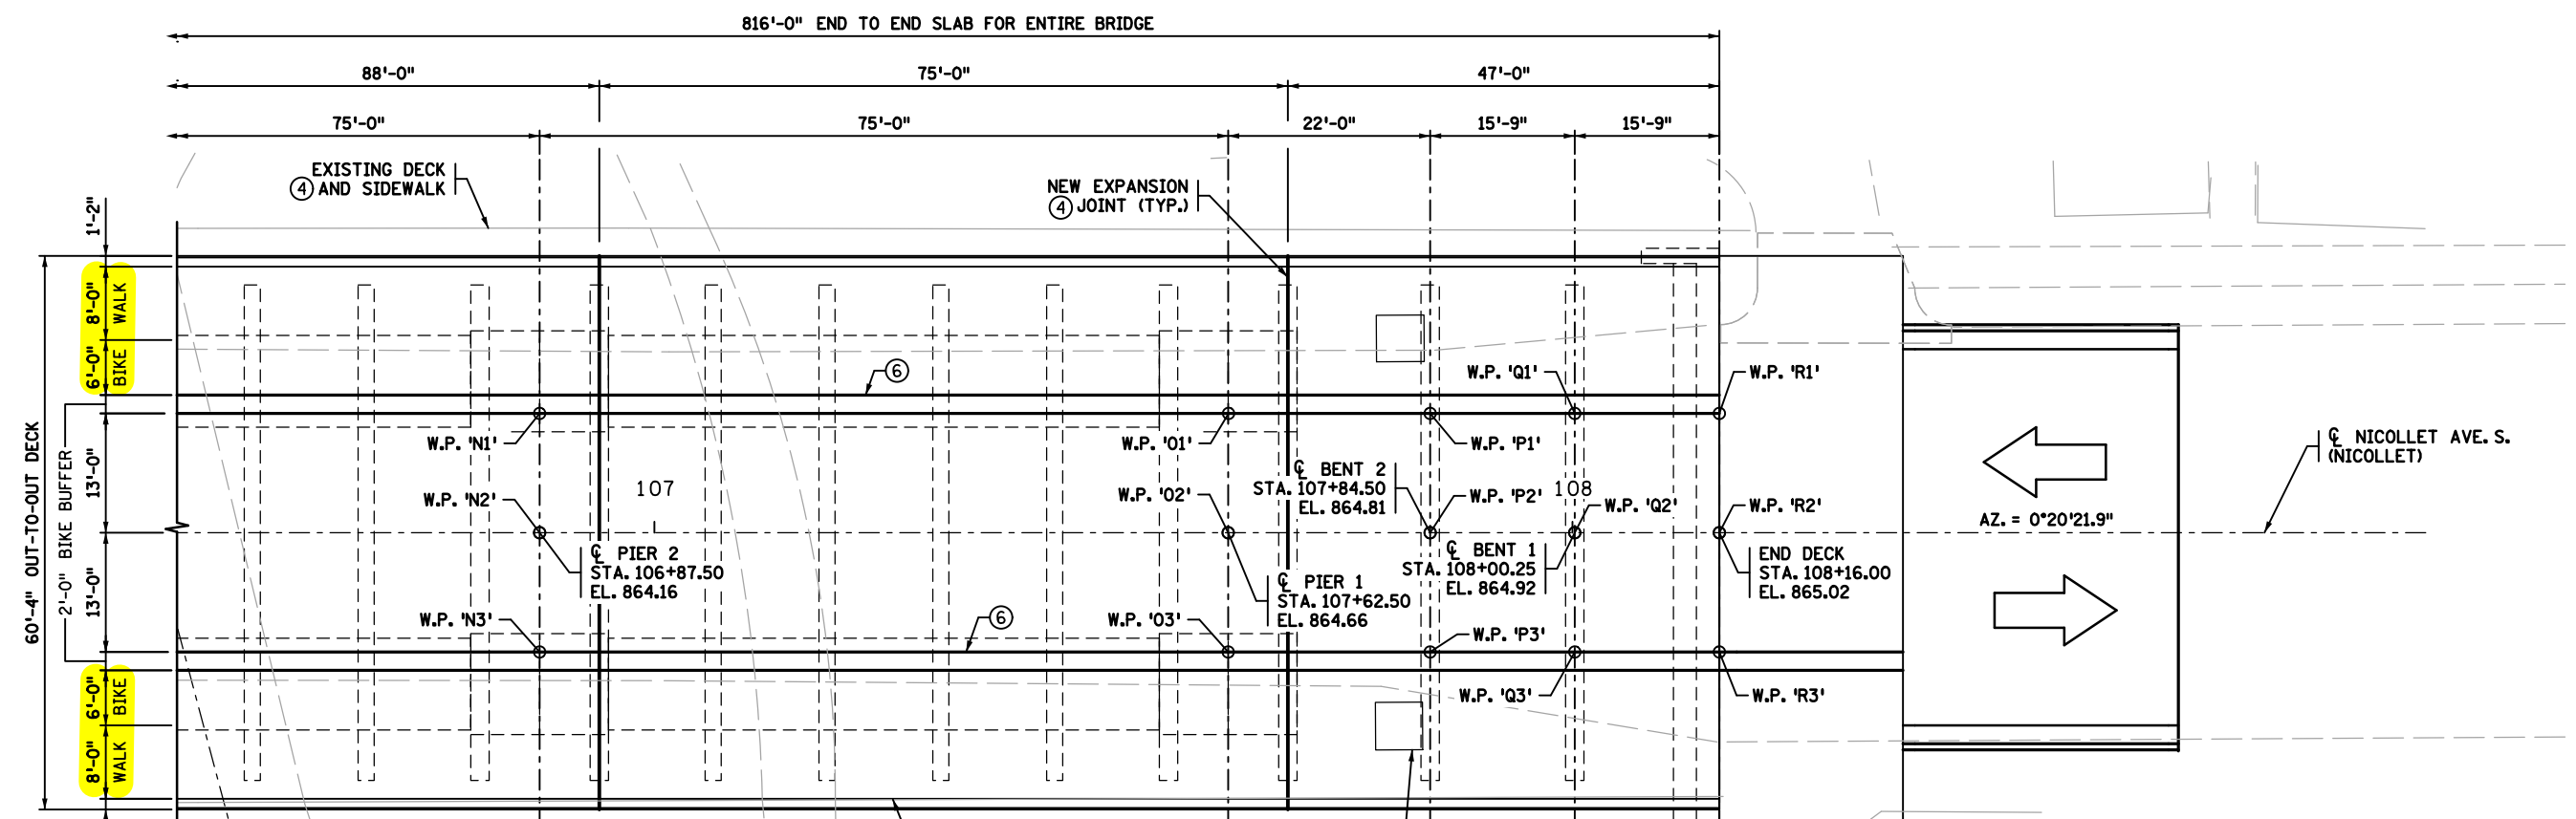 816'-0" END TO END SLAB FOR ENTIRE BRIDGE
88'-0"
75'-0"
47'-0"
75'-0"
75'-0"
22'-0"
15'-9"
15'-9"
EXISTING DECK
④ AND SIDEWALK
NEW EXPANSION
④ JOINT (TYP.)
1'-2"
8'-0"
WALK
6'-0"
BIKE
60'-4" OUT-TO-OUT DECK
2'-0" BIKE BUFFER
13'-0"
13'-0"
6'-0"
BIKE
8'-0"
WALK
⑥
W.P. 'Q1'
W.P. 'R1'
W.P. 'N1'
W.P. 'O1'
W.P. 'P1'
℄ NICOLLET AVE. S.
(NICOLLET)
℄ BENT 2
STA. 107+84.50
EL. 864.81
107
W.P. 'N2'
W.P. 'O2'
W.P. 'P2'
108
W.P. 'Q2'
W.P. 'R2'
AZ. = 0°20'21.9"
℄ PIER 2
STA. 106+87.50
EL. 864.16
℄ BENT 1
STA. 108+00.25
EL. 864.92
END DECK
STA. 108+16.00
EL. 865.02
℄ PIER 1
STA. 107+62.50
EL. 864.66
W.P. 'N3'
⑥
W.P. 'O3'
W.P. 'P3'
W.P. 'Q3'
W.P. 'R3'